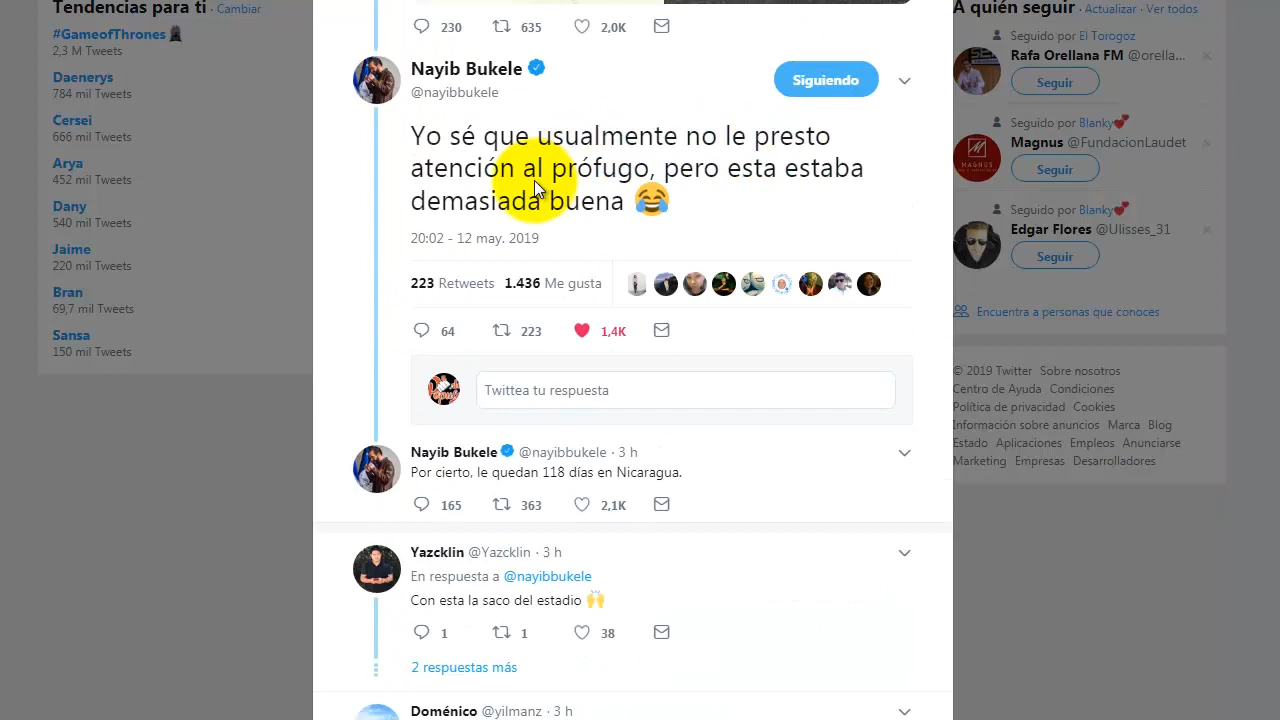 Tendencias para ti · Cambiar
#GameofThrones
2,3 M Tweets
Daenerys
784 mil Tweets
Cersei
666 mil Tweets
Arya
452 mil Tweets
Dany
540 mil Tweets
Jaime
220 mil Tweets
Bran
69,7 mil Tweets
Sansa
150 mil Tweets
230 635 2,0K
Nayib Bukele
@nayibbukele
Siguiendo
Yo sé que usualmente no le presto
atención al prófugo, pero esta estaba
demasiada buena 😂
20:02 - 12 may. 2019
223 Retweets 1.436 Me gusta
64 223 1,4K
Twittea tu respuesta
Nayib Bukele @nayibbukele · 3 h
Por cierto, le quedan 118 días en Nicaragua.
165 363 2,1K
Yazcklin @Yazcklin · 3 h
En respuesta a @nayibbukele
Con esta la saco del estadio 🙌
1 1 38
2 respuestas más
Doménico @yilmanz · 3 h
A quién seguir · Actualizar · Ver todos
Seguido por El Torogoz
Rafa Orellana FM @orella...
Seguir
Seguido por Blanky💕
Magnus @FundacionLaudet
Seguir
Seguido por Blanky💕
Edgar Flores @Ulisses_31
Seguir
Encuentra a personas que conoces
© 2019 Twitter Sobre nosotros
Centro de Ayuda Condiciones
Política de privacidad Cookies
Información sobre anuncios Marca Blog
Estado Aplicaciones Empleos Anunciarse
Marketing Empresas Desarrolladores